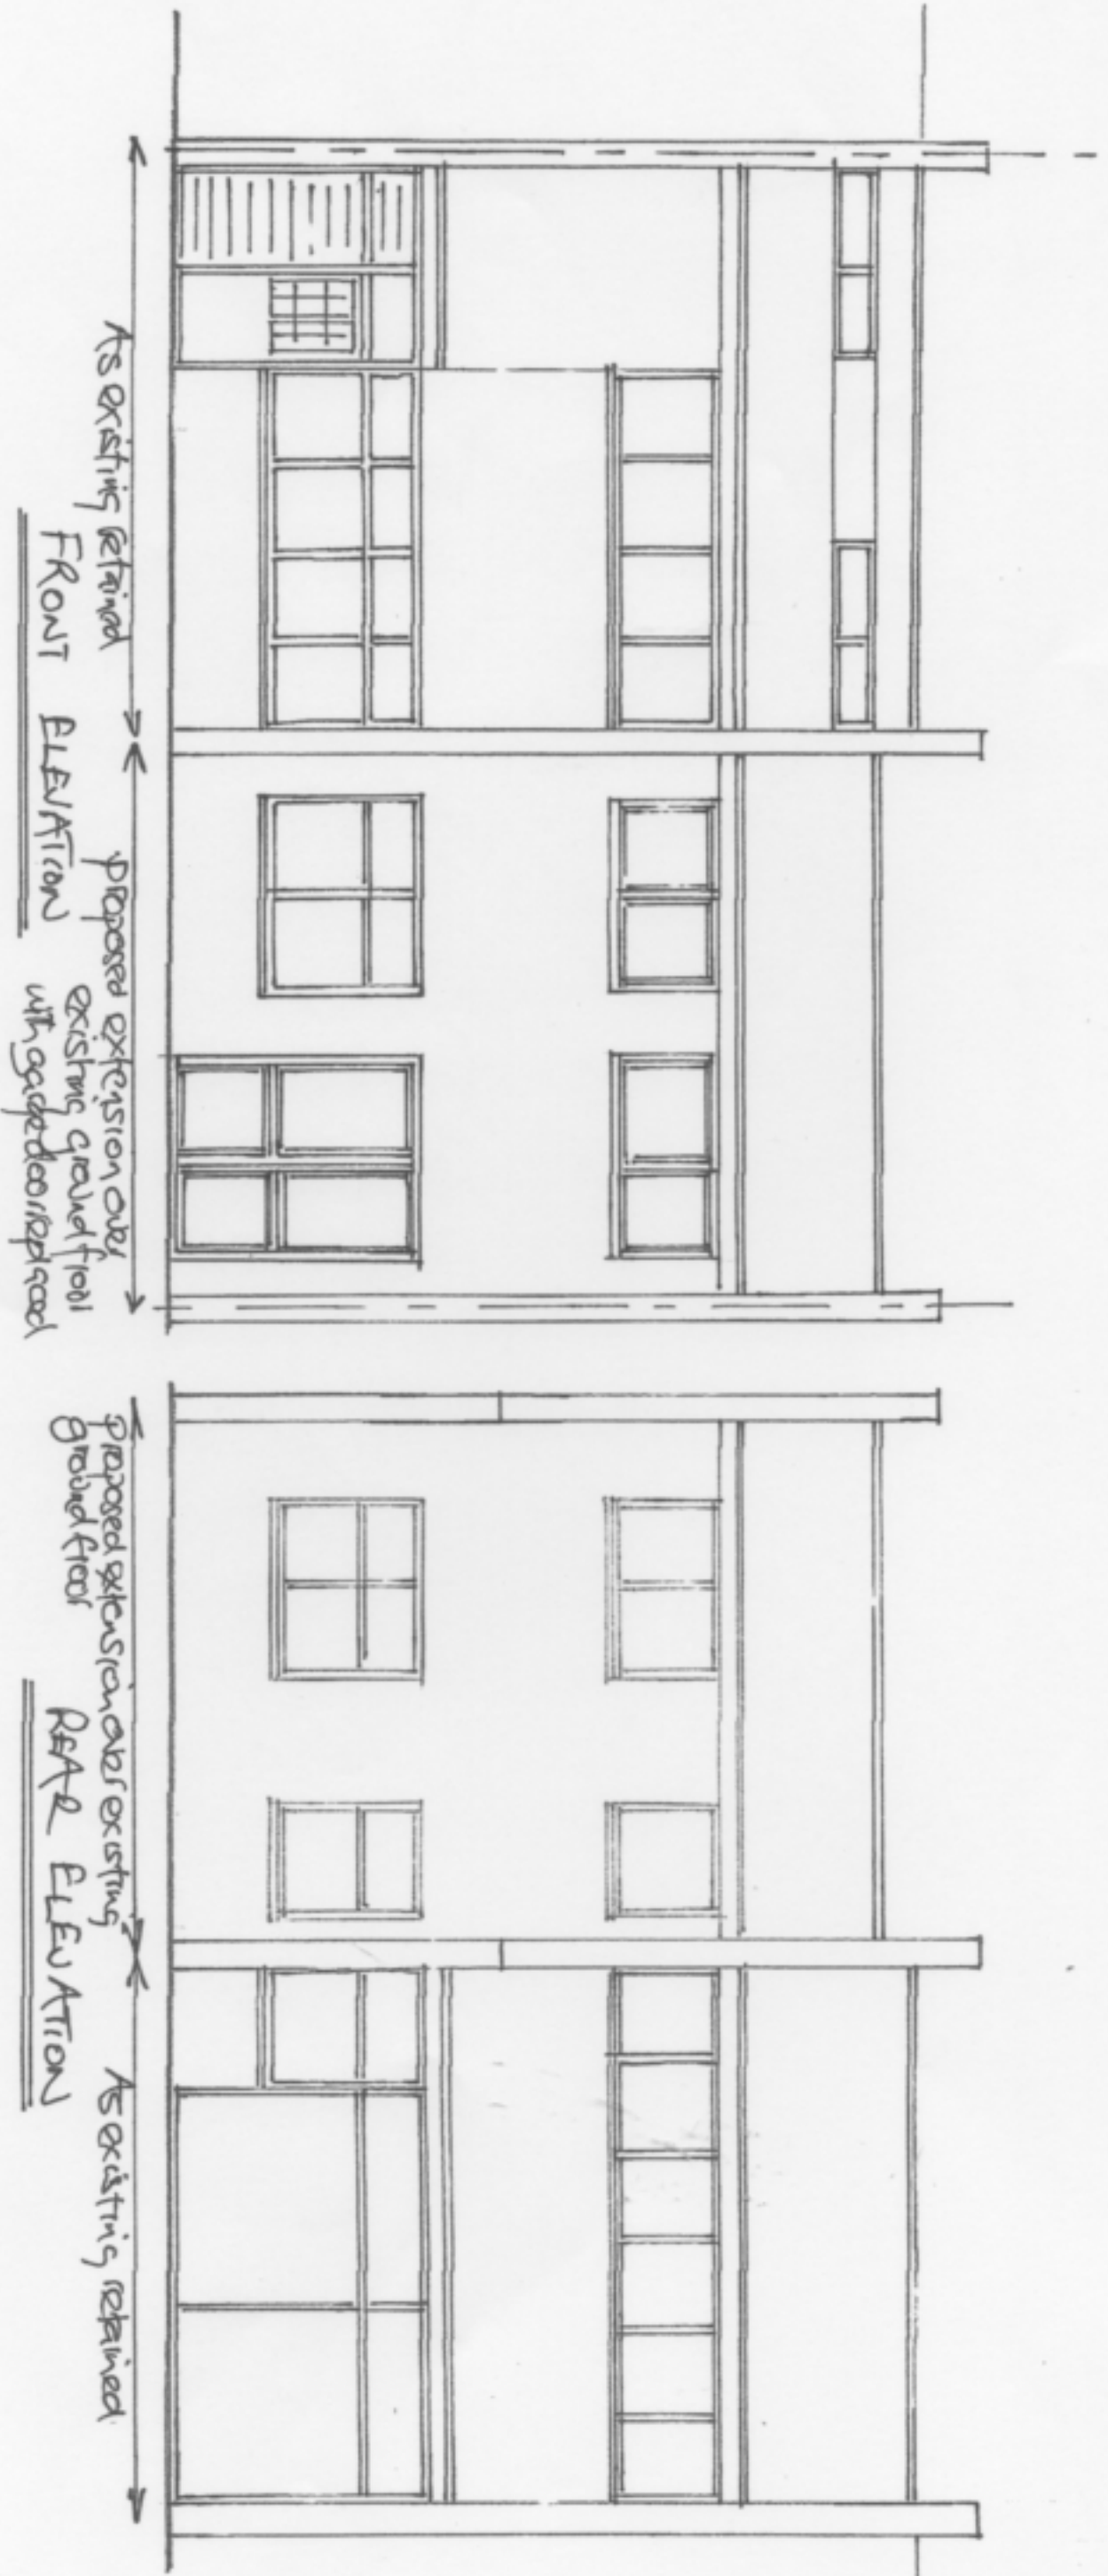 As existing retained
proposed extension over
existing ground floor
with garage door replaced
FRONT ELEVATION
proposed extension over existing
ground floor
As existing retained
REAR ELEVATION